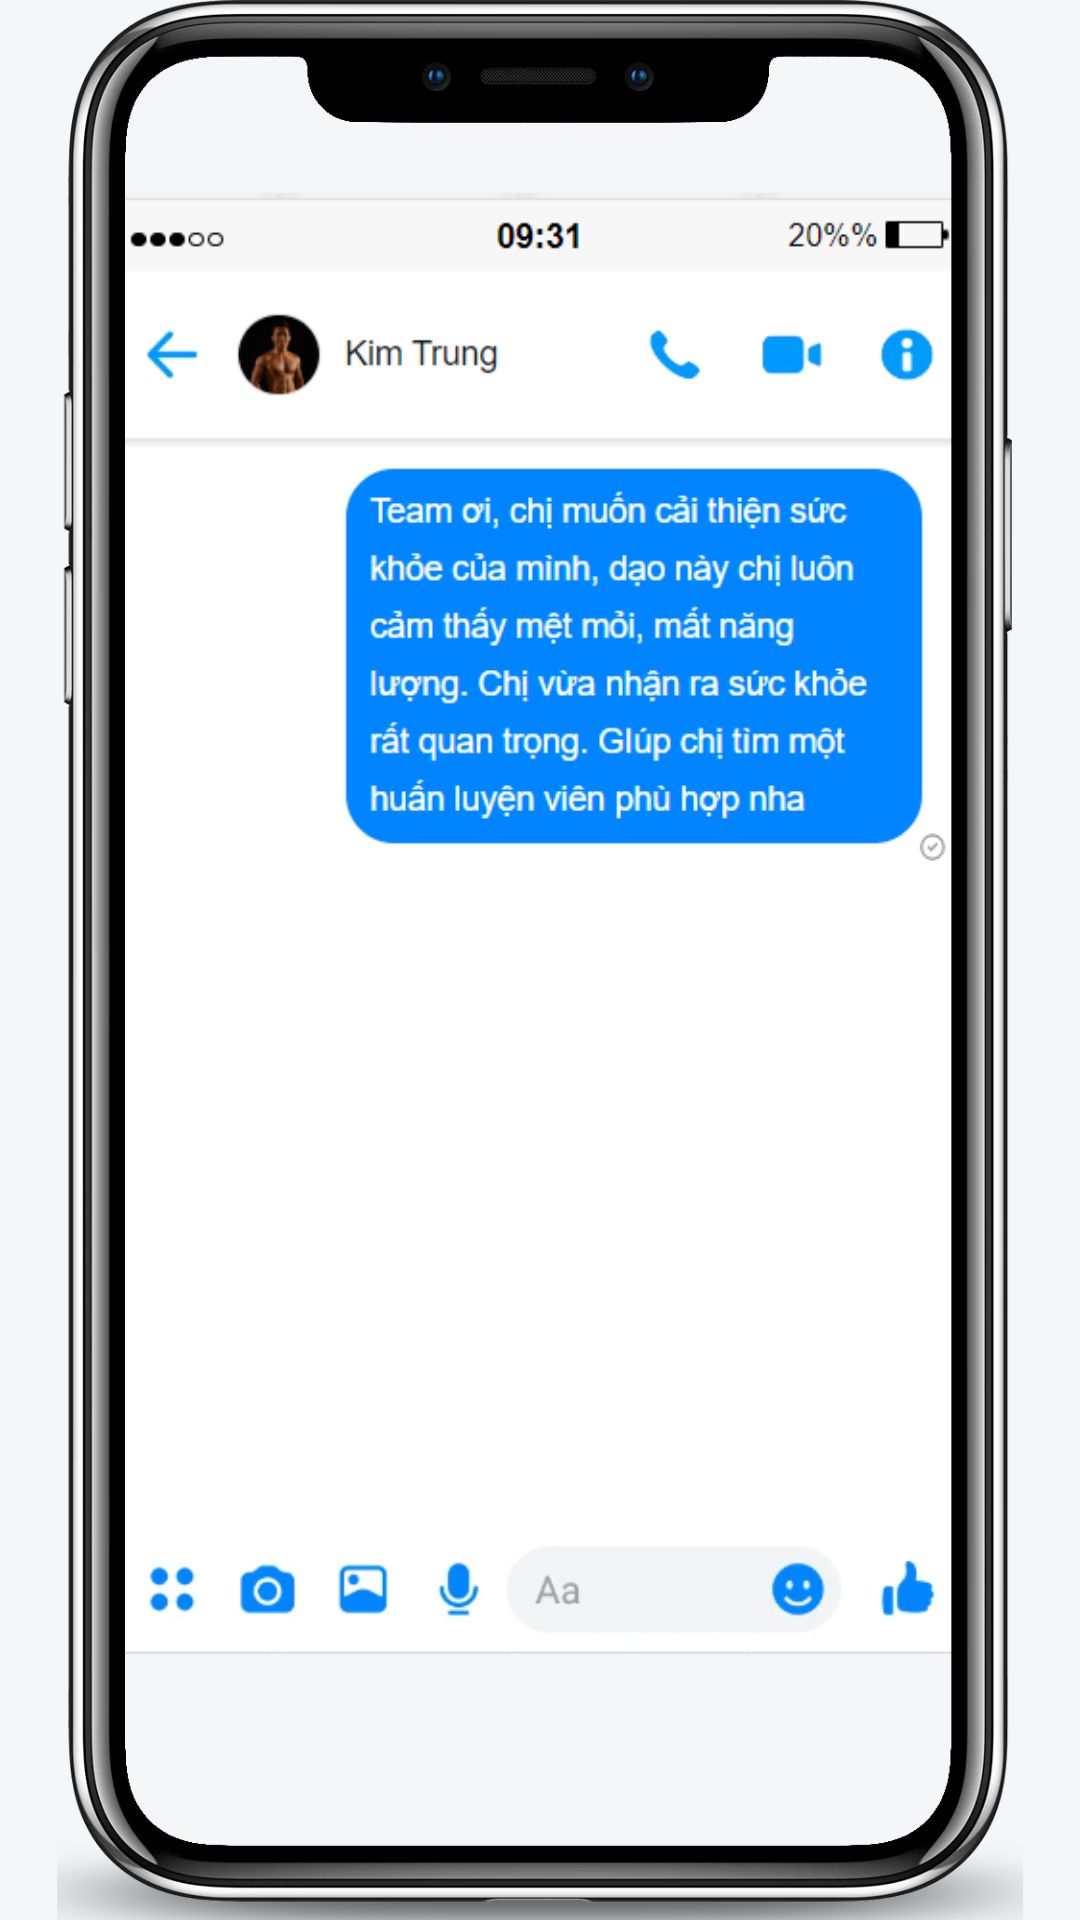 09:31
20%%
Kim Trung
Team ơi, chị muốn cải thiện sức
khỏe của mình, dạo này chị luôn
cảm thấy mệt mỏi, mất năng
lượng. Chị vừa nhận ra sức khỏe
rất quan trọng. Glúp chị tìm một
huấn luyện viên phù hợp nha
Aa